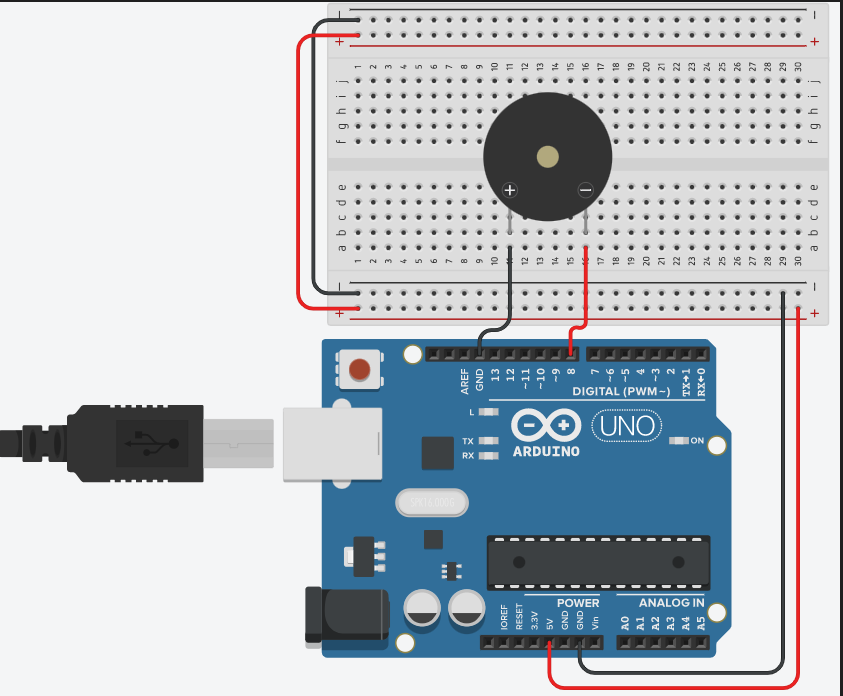 − −
+ +
1 2 3 4 5 6 7 8 9 10 11 12 13 14 15 16 17 18 19 20 21 22 23 24 25 26 27 28 29 30
j j
i i
h h
g g
f f
+ −
e e
d d
c c
b b
a a
1 2 3 4 5 6 7 8 9 10 12 13 14 15 17 18 19 20 21 22 23 24 25 26 27 28 29 30
− −
+ +
AREF GND 13 12 ~11 ~10 ~9 8 7 ~6 ~5 4 ~3 2 TX→1 RX←0
DIGITAL (PWM~)
L
− +
UNO
TX
RX
ON
ARDUINO
POWER ANALOG IN
IOREF RESET 3.3V 5V GND GND Vin A0 A1 A2 A3 A4 A5